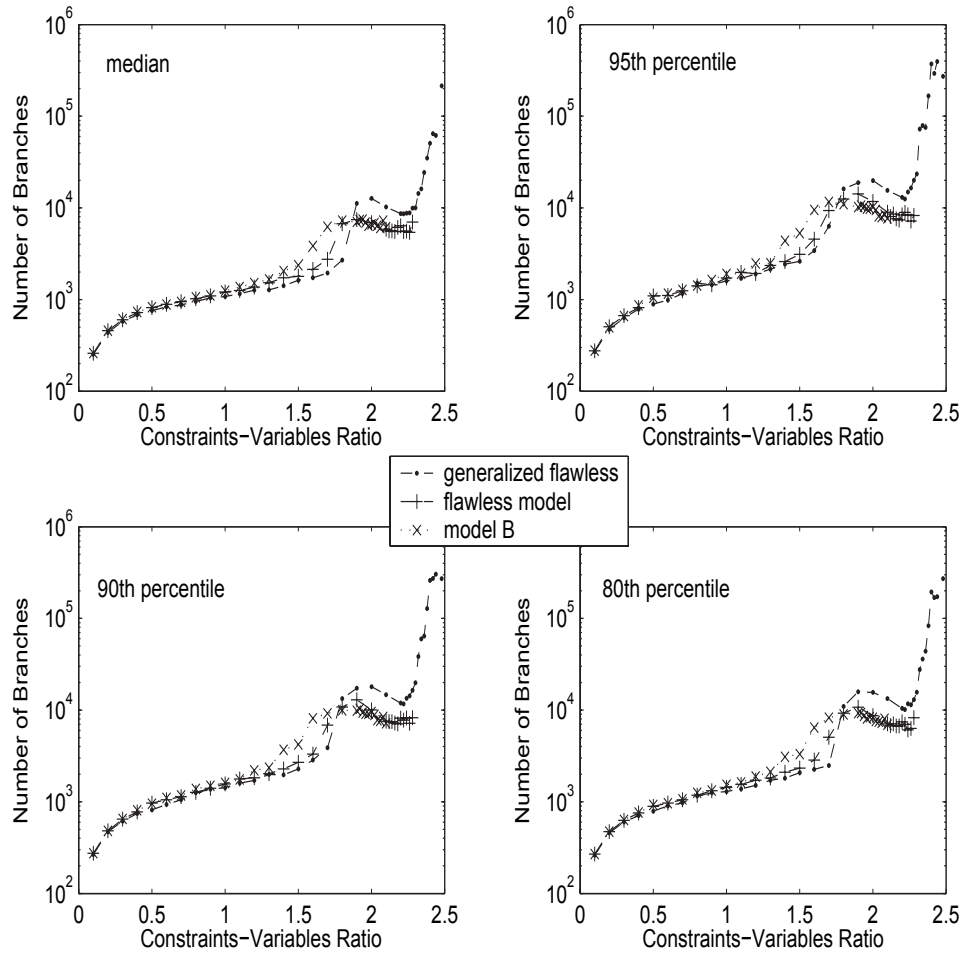 10^6
10^5
10^4
10^3
10^2
Number of Branches
median
0 0.5 1 1.5 2 2.5
Constraints-Variables Ratio
10^6
10^5
10^4
10^3
10^2
Number of Branches
95th percentile
0 0.5 1 1.5 2 2.5
Constraints-Variables Ratio
generalized flawless
flawless model
model B
10^6
10^5
10^4
10^3
10^2
Number of Branches
90th percentile
0 0.5 1 1.5 2 2.5
Constraints-Variables Ratio
10^5
10^4
10^3
10^2
Number of Branches
80th percentile
0 0.5 1 1.5 2 2.5
Constraints-Variables Ratio